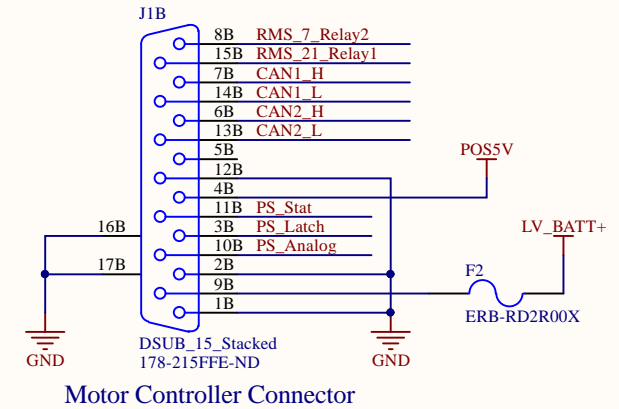 J1B
8B RMS_7_Relay2
15B RMS_21_Relay1
7B CAN1_H
14B CAN1_L
6B CAN2_H
13B CAN2_L
5B
12B
POS5V
4B
11B PS_Stat
3B PS_Latch
10B PS_Analog
16B
LV_BATT+
2B
17B
F2
9B
ERB-RD2R00X
1B
DSUB_15_Stacked
178-215FFE-ND
GND
GND
Motor Controller Connector